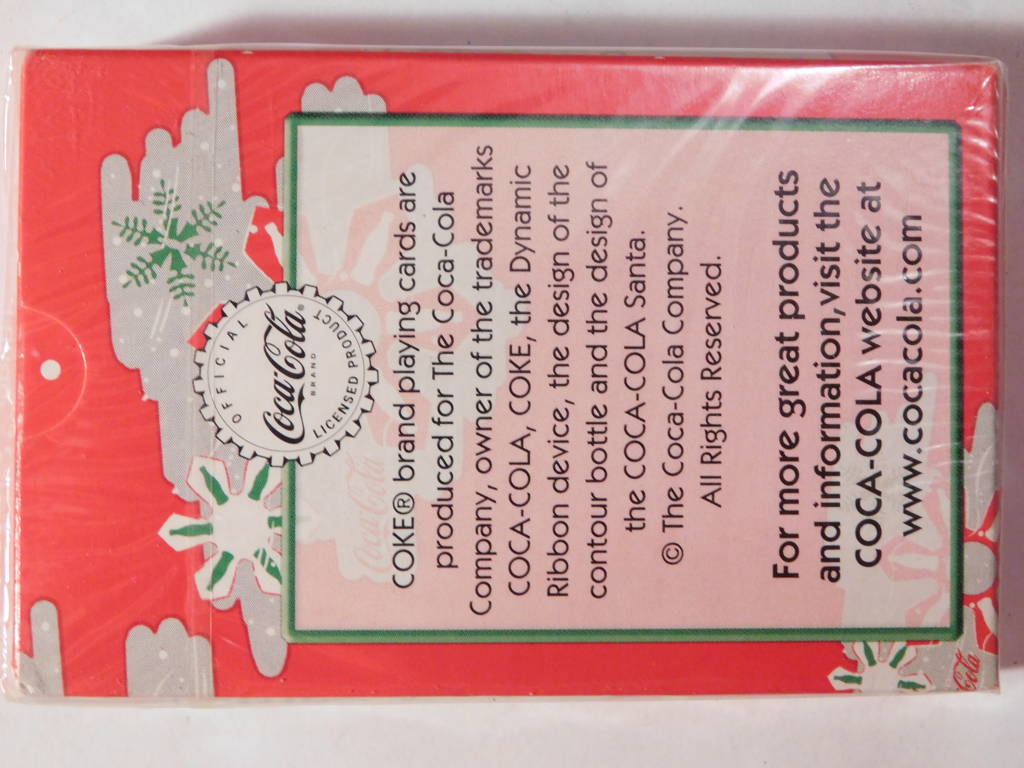 OFFICIAL
Coca-Cola®
BRAND
LICENSED PRODUCT
Coca-Cola
COKE® brand playing cards are
produced for The Coca-Cola
Company, owner of the trademarks
COCA-COLA, COKE, the Dynamic
Ribbon device, the design of the
contour bottle and the design of
the COCA-COLA Santa.
© The Coca-Cola Company.
All Rights Reserved.
For more great products
and information,visit the
COCA-COLA website at
www.cocacola.com
Cola